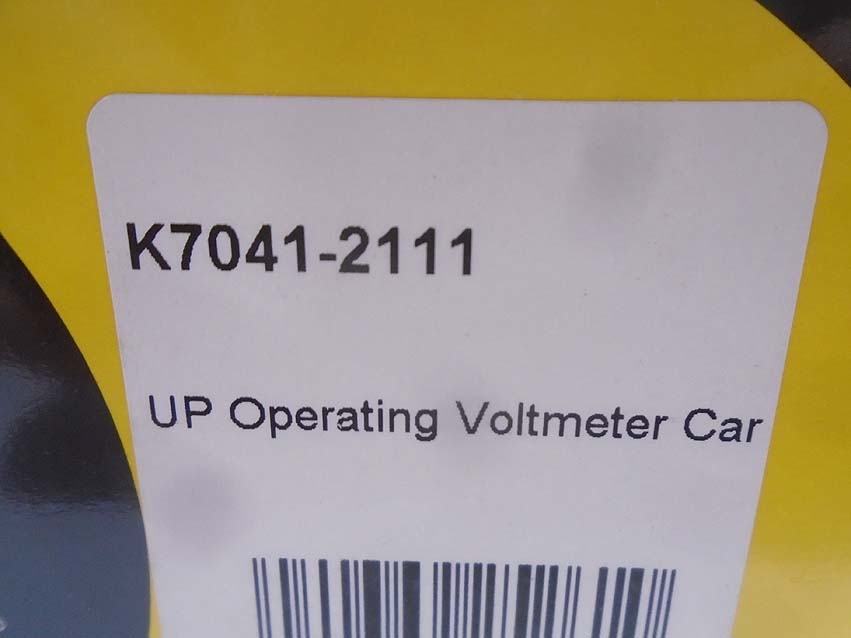 K7041-2111
UP Operating Voltmeter Car